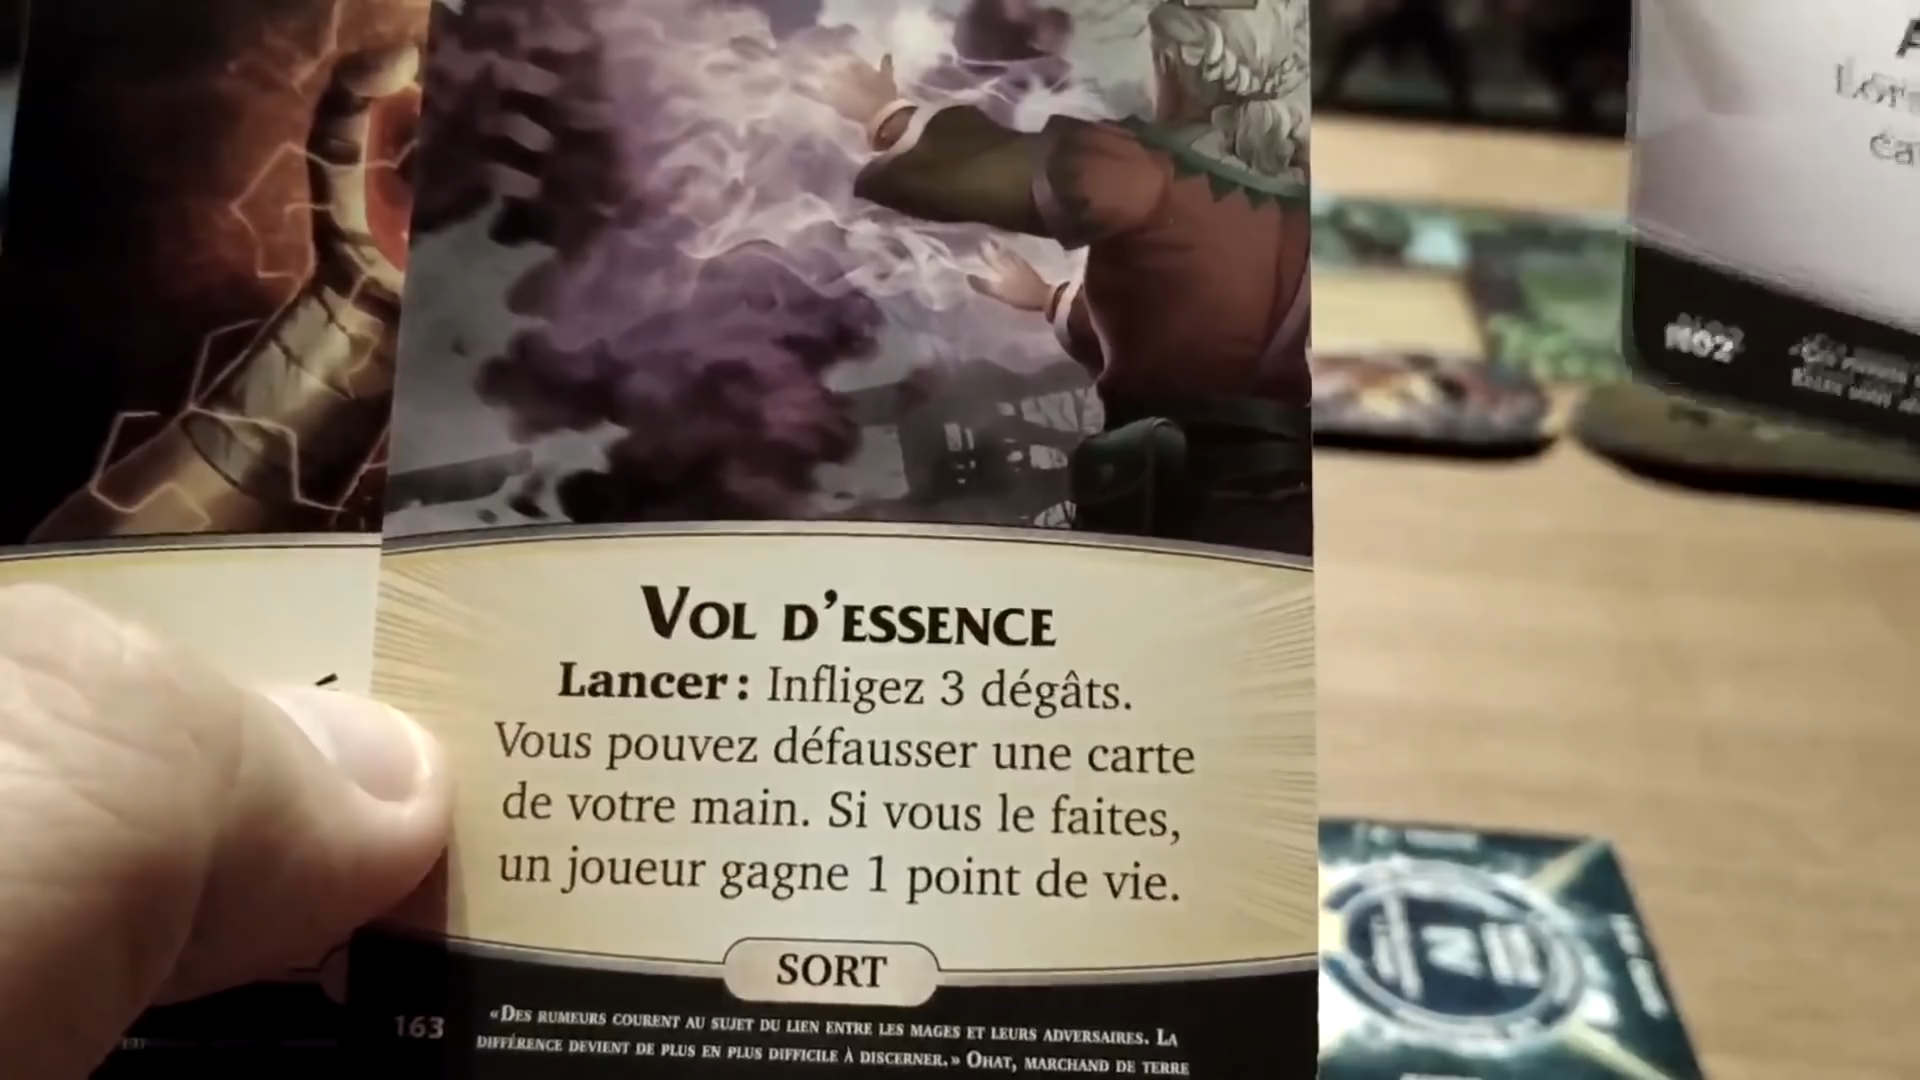 Vol d'essence
Lancer : Infligez 3 dégâts.
Vous pouvez défausser une carte
de votre main. Si vous le faites,
un joueur gagne 1 point de vie.
SORT
163
«Des rumeurs courent au sujet du lien entre les mages et leurs adversaires. La
différence devient de plus en plus difficile à discerner.» Ohat, marchand de terre